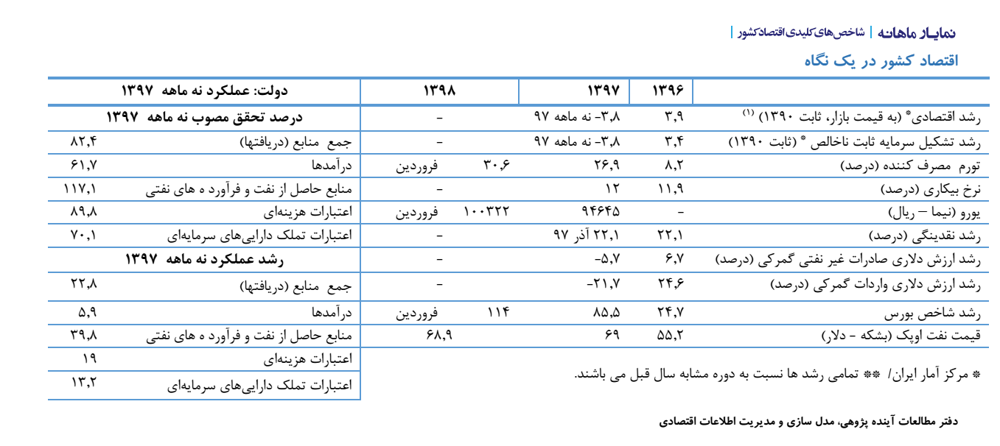 نمایـار ماهانه | شاخص‌های کلیدی اقتصاد کشور |
اقتصاد کشور در یک نگاه
۱۳۹۶ ۱۳۹۷ ۱۳۹۸ دولت: عملکرد نه ماهه ۱۳۹۷
رشد اقتصادی* (به قیمت بازار، ثابت ۱۳۹۰) (۱) ۳,۹ ۳,۸- نه ماهه ۹۷ – درصد تحقق مصوب نه ماهه ۱۳۹۷
رشد تشکیل سرمایه ثابت ناخالص * (ثابت ۱۳۹۰) ۳,۴ ۳,۸- نه ماهه ۹۷ – جمع منابع (دریافتها) ۸۲,۴
تورم مصرف کننده (درصد) ۸,۲ ۲۶,۹ ۳۰,۶ فروردین درآمدها ۶۱,۷
نرخ بیکاری (درصد) ۱۱,۹ ۱۲ – منابع حاصل از نفت و فرآورد ه های نفتی ۱۱۷,۱
یورو (نیما – ریال) - ۹۴۶۴۵ ۱۰۰۳۲۲ فروردین اعتبارات هزینه‌ای ۸۹,۸
رشد نقدینگی (درصد) ۲۲,۱ ۲۲,۱ آذر ۹۷ – اعتبارات تملک دارایی‌های سرمایه‌ای ۷۰,۱
رشد ارزش دلاری صادرات غیر نفتی گمرکی (درصد) ۶,۷ ۵,۷- – رشد عملکرد نه ماهه ۱۳۹۷
رشد ارزش دلاری واردات گمرکی (درصد) ۲۴,۶ ۲۱,۷- – جمع منابع (دریافتها) ۲۲,۸
رشد شاخص بورس ۲۴,۷ ۸۵,۵ ۱۱۴ فروردین درآمدها ۵,۹
قیمت نفت اوپک (بشکه - دلار) ۵۵,۲ ۶۹ ۶۸,۹ منابع حاصل از نفت و فرآورد ه های نفتی ۳۹,۸
اعتبارات هزینه‌ای ۱۹
* مرکز آمار ایران/ ** تمامی رشد ها نسبت به دوره مشابه سال قبل می باشند.
اعتبارات تملک دارایی‌های سرمایه‌ای ۱۳,۲
دفتر مطالعات آینده پژوهی، مدل سازی و مدیریت اطلاعات اقتصادی